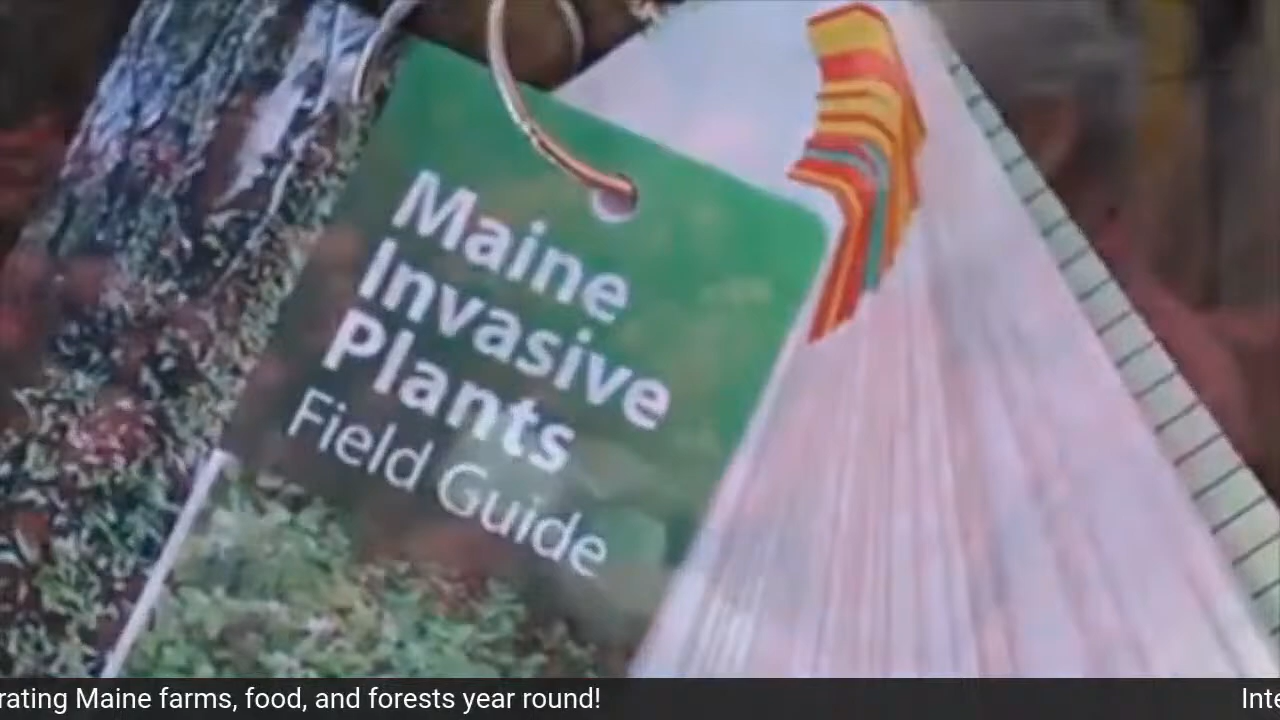 Maine
Invasive
Plants
Field Guide
rating Maine farms, food, and forests year round!
Inte